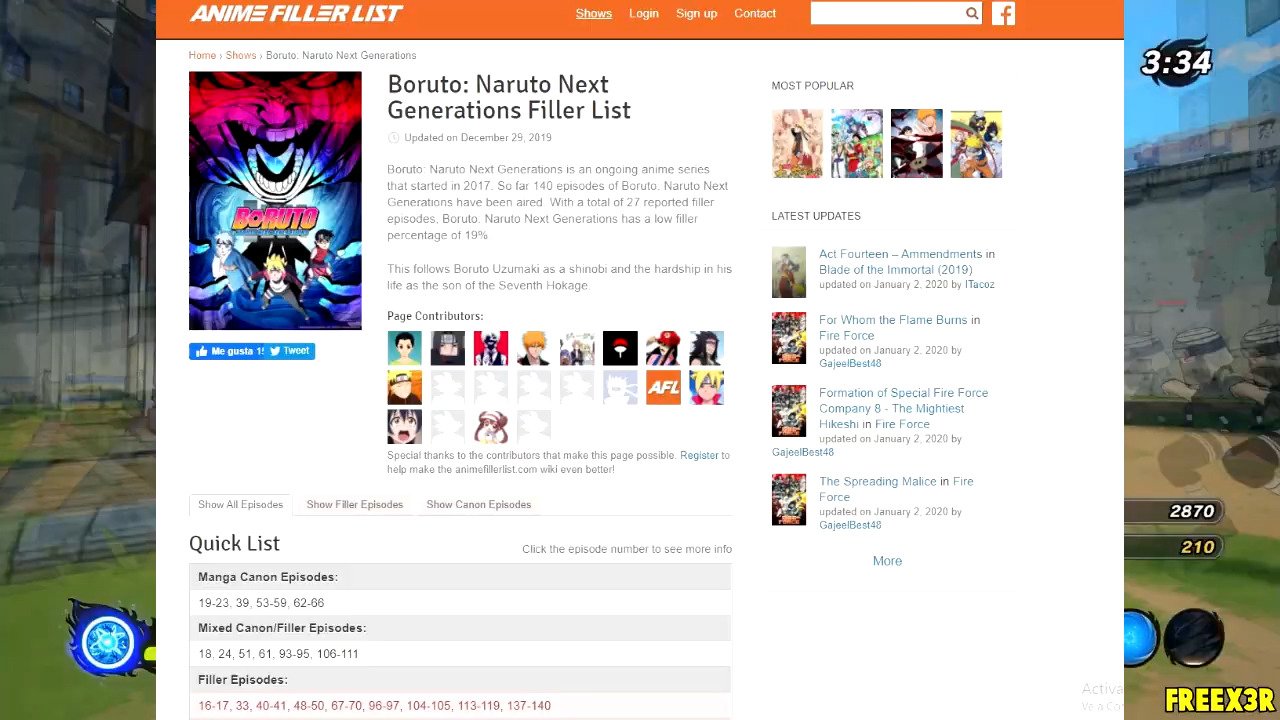 ANIME FILLER LIST
Shows Login Sign up Contact
Home › Shows › Boruto: Naruto Next Generations
Boruto: Naruto Next
Generations Filler List
Updated on December 29, 2019
Boruto: Naruto Next Generations is an ongoing anime series
that started in 2017. So far 140 episodes of Boruto: Naruto Next
Generations have been aired. With a total of 27 reported filler
episodes, Boruto: Naruto Next Generations has a low filler
percentage of 19%
This follows Boruto Uzumaki as a shinobi and the hardship in his
life as the son of the Seventh Hokage.
BORUTO
Me gusta 1
Tweet
Page Contributors:
AFL
Special thanks to the contributors that make this page possible. Register to
help make the animefillerlist.com wiki even better!
Show All Episodes
Show Filler Episodes
Show Canon Episodes
Quick List
Click the episode number to see more info
Manga Canon Episodes:
19-23, 39, 53-59, 62-66
Mixed Canon/Filler Episodes:
18, 24, 51, 61, 93-95, 106-111
Filler Episodes:
16-17, 33, 40-41, 48-50, 67-70, 96-97, 104-105, 113-119, 137-140
MOST POPULAR
LATEST UPDATES
Act Fourteen – Ammendments in
Blade of the Immortal (2019)
updated on January 2, 2020 by ITacoz
For Whom the Flame Burns in
Fire Force
updated on January 2, 2020 by
GajeelBest48
Formation of Special Fire Force
Company 8 - The Mightiest
Hikeshi in Fire Force
updated on January 2, 2020 by
GajeelBest48
The Spreading Malice in Fire
Force
updated on January 2, 2020 by
GajeelBest48
More
3:34
2870
210
Activa
Ve a Co
FREEX3R